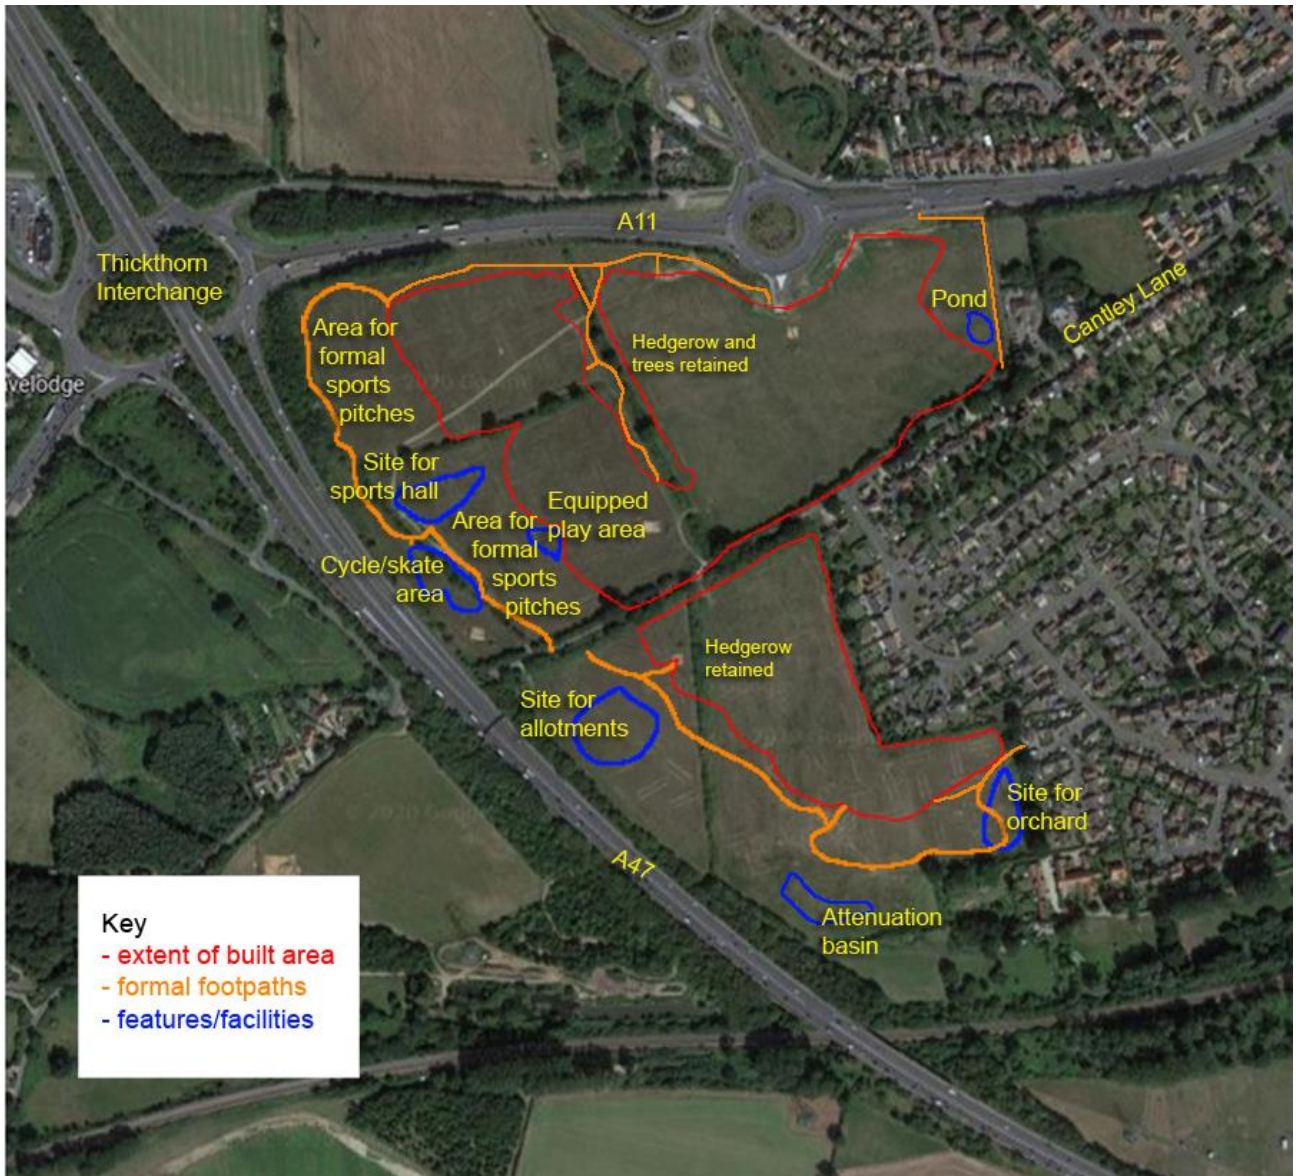 A11
Thickthorn
Interchange
Pond
Cantley Lane
Area for
formal
sports
pitches
Hedgerow and
trees retained
velodge
Site for
sports hall
Equipped
play area
Area for
formal
sports
pitches
Cycle/skate
area
Hedgerow
retained
Site for
allotments
Site for
orchard
A47
Attenuation
basin
Key
- extent of built area
- formal footpaths
- features/facilities